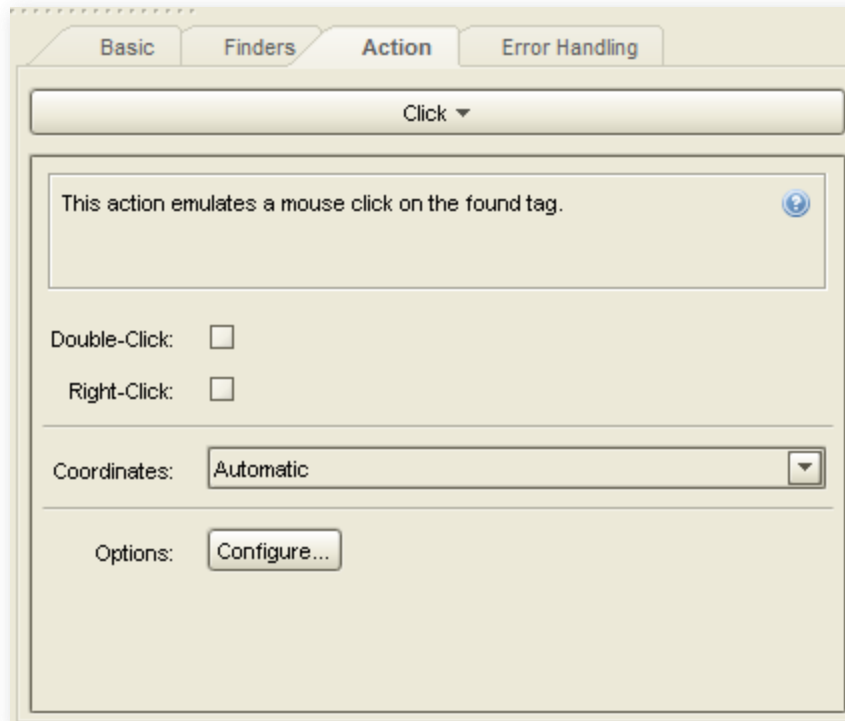 Basic Finders Action Error Handling
Click
This action emulates a mouse click on the found tag.
Double-Click:
Right-Click:
Coordinates: Automatic
Options: Configure...